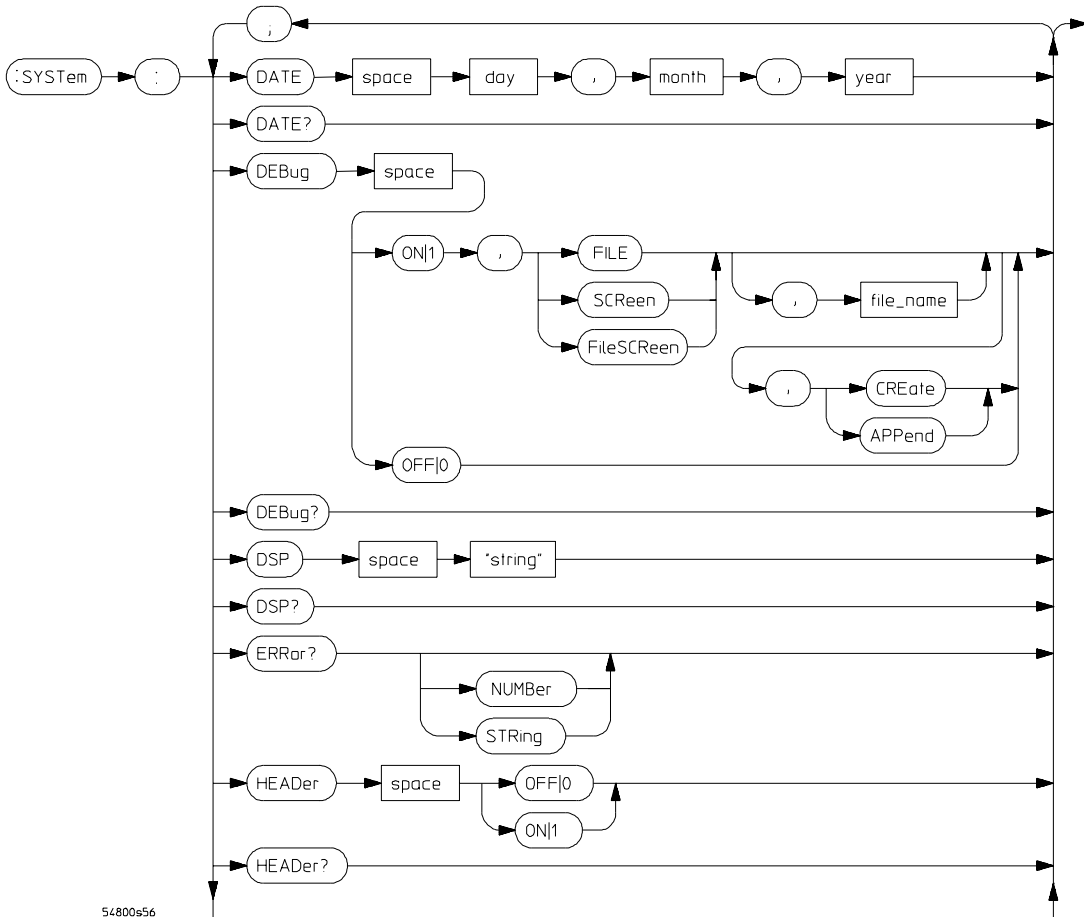 ;
:SYSTem : DATE space day , month , year
DATE?
DEBug space
ON|1 , FILE
, file_name
SCReen
FileSCReen
, CREate
APPend
OFF|0
DEBug?
DSP space "string"
DSP?
ERRor?
NUMBer
STRing
HEADer space OFF|0
ON|1
HEADer?
54800s56